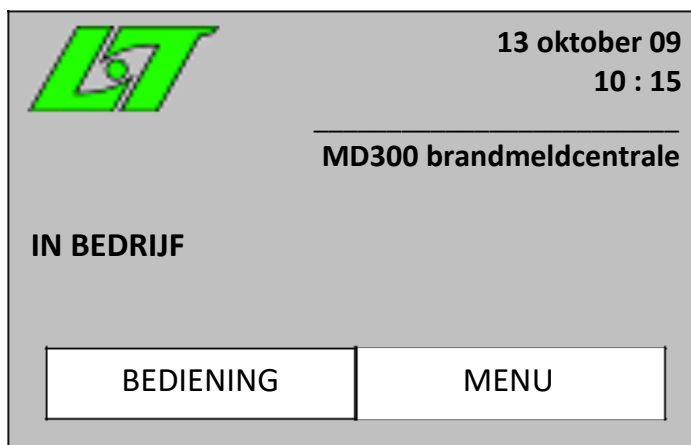 13 oktober 09
10 : 15
MD300 brandmeldcentrale
IN BEDRIJF
BEDIENING
MENU